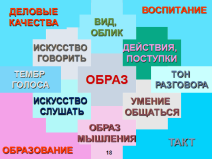 ДЕЛОВЫЕ
КАЧЕСТВА
ВИД,
ОБЛИК
ВОСПИТАНИЕ
ИСКУССТВО
ГОВОРИТЬ
ДЕЙСТВИЯ,
ПОСТУПКИ
ТЕМБР
ГОЛОСА
ОБРАЗ
ТОН
РАЗГОВОРА
ИСКУССТВО
СЛУШАТЬ
УМЕНИЕ
ОБЩАТЬСЯ
ОБРАЗ
МЫШЛЕНИЯ
ОБРАЗОВАНИЕ
18
ТАКТ